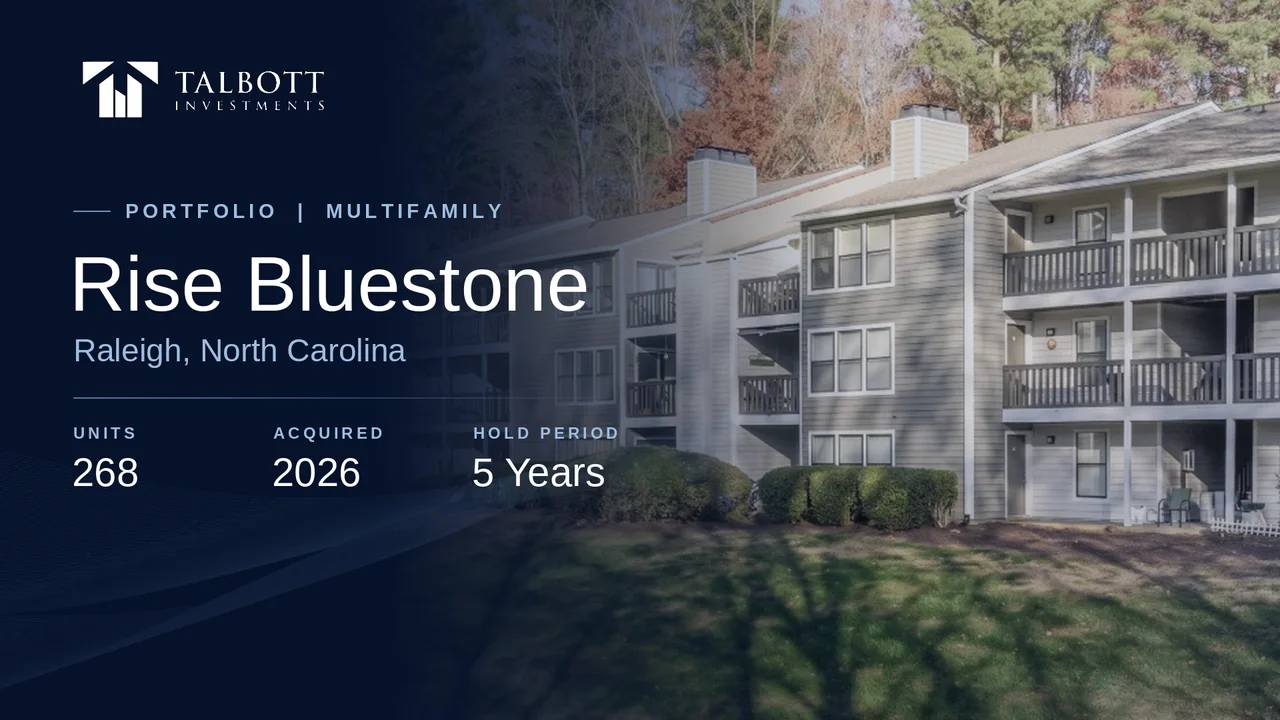 TALBOTT
INVESTMENTS
PORTFOLIO | MULTIFAMILY
Rise Bluestone
Raleigh, North Carolina
UNITS ACQUIRED HOLD PERIOD
268 2026 5 Years